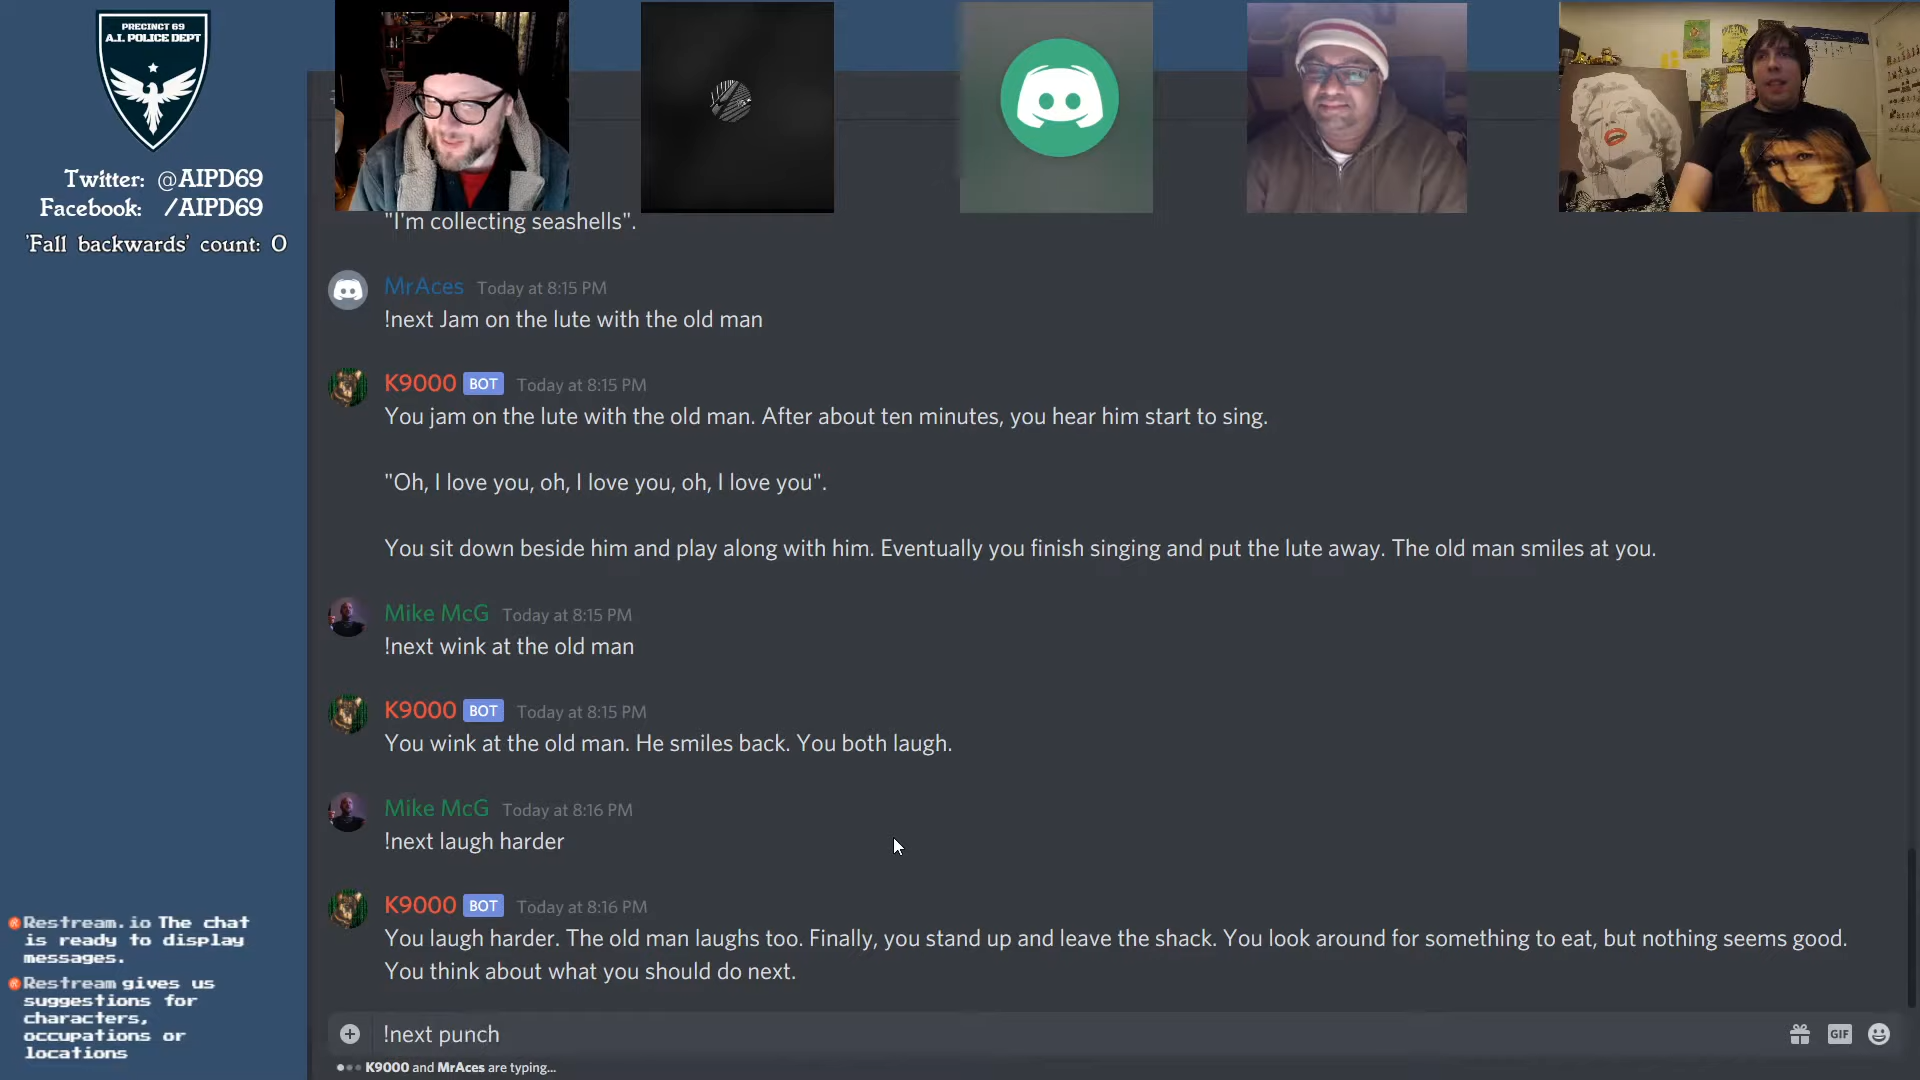 PRECINCT 69
A.I. POLICE DEPT
Twitter: @AIPD69
Facebook: /AIPD69
'Fall backwards' count: 0
"I'm collecting seashells".
MrAces Today at 8:15 PM
!next Jam on the lute with the old man
K9000 BOT Today at 8:15 PM
You jam on the lute with the old man. After about ten minutes, you hear him start to sing.
"Oh, I love you, oh, I love you, oh, I love you".
You sit down beside him and play along with him. Eventually you finish singing and put the lute away. The old man smiles at you.
Mike McG Today at 8:15 PM
!next wink at the old man
K9000 BOT Today at 8:15 PM
You wink at the old man. He smiles back. You both laugh.
Mike McG Today at 8:16 PM
!next laugh harder
K9000 BOT Today at 8:16 PM
You laugh harder. The old man laughs too. Finally, you stand up and leave the shack. You look around for something to eat, but nothing seems good.
You think about what you should do next.
!next punch
GIF
K9000 and MrAces are typing...
Restream.io The chat
is ready to display
messages.
Restream gives us
suggestions for
characters,
occupations or
locations